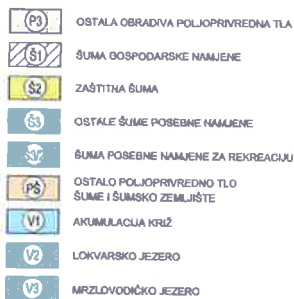 P3 OSTALA OBRADIVA POLJOPRIVREDNA TLA
Š1 ŠUMA GOSPODARSKE NAMJENE
Š2 ZAŠTITNA ŠUMA
Š3 OSTALE ŠUME POSEBNE NAMJENE
ŠUMA POSEBNE NAMJENE ZA REKREACIJU
PŠ OSTALO POLJOPRIVREDNO TLO
ŠUME I ŠUMSKO ZEMLJIŠTE
V1 AKUMULACIJA KRIŽ
V2 LOKVARSKO JEZERO
V3 MRZLOVODIČKO JEZERO